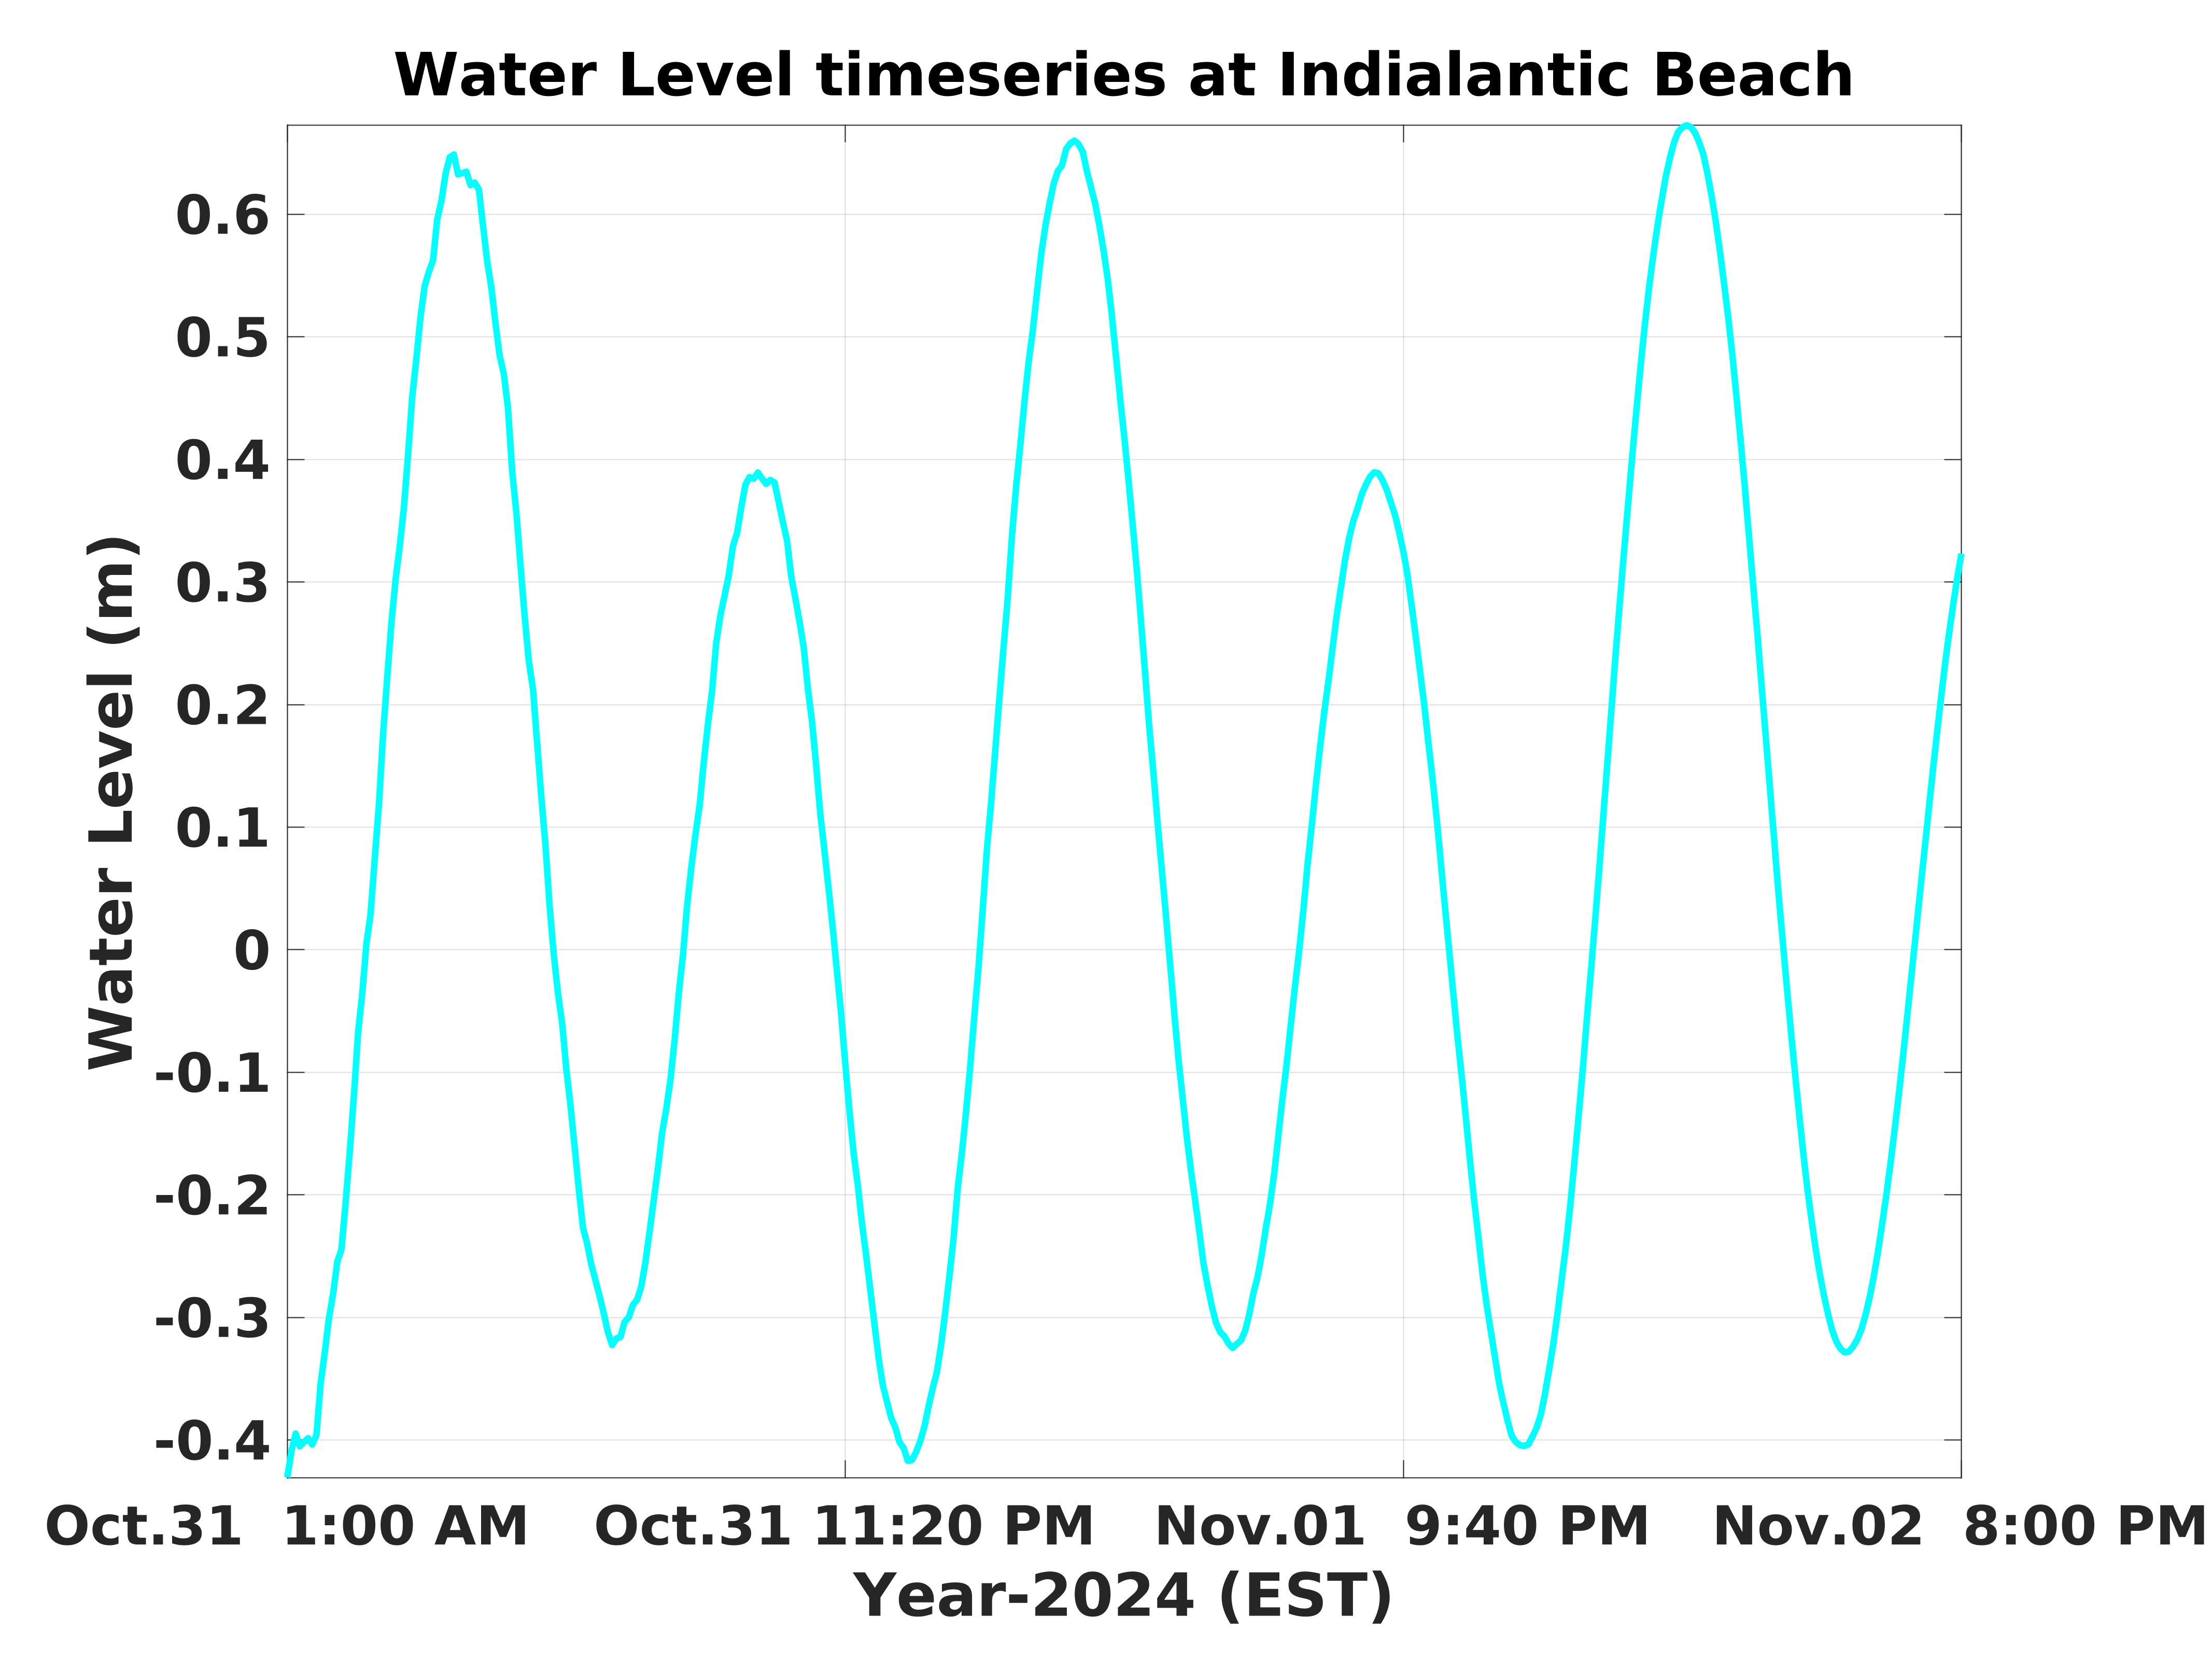 Water Level timeseries at Indialantic Beach
Water Level (m)
0.6
0.5
0.4
0.3
0.2
0.1
0
-0.1
-0.2
-0.3
-0.4
Oct.31 1:00 AM Oct.31 11:20 PM Nov.01 9:40 PM Nov.02 8:00 PM
Year-2024 (EST)